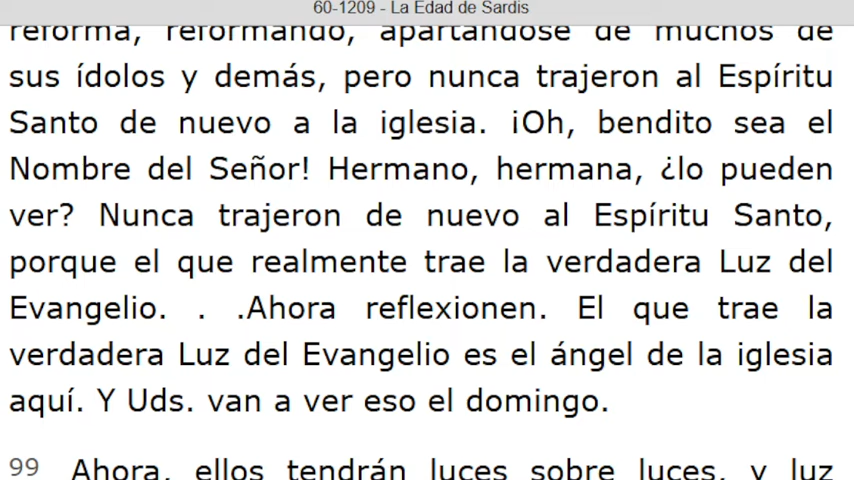 60-1209 - La Edad de Sardis
reforma, reformando, apartándose de muchos de
sus ídolos y demás, pero nunca trajeron al Espíritu
Santo de nuevo a la iglesia. ¡Oh, bendito sea el
Nombre del Señor! Hermano, hermana, ¿lo pueden
ver? Nunca trajeron de nuevo al Espíritu Santo,
porque el que realmente trae la verdadera Luz del
Evangelio. . .Ahora reflexionen. El que trae la
verdadera Luz del Evangelio es el ángel de la iglesia
aquí. Y Uds. van a ver eso el domingo.
99 Ahora, ellos tendrán luces sobre luces, y luz